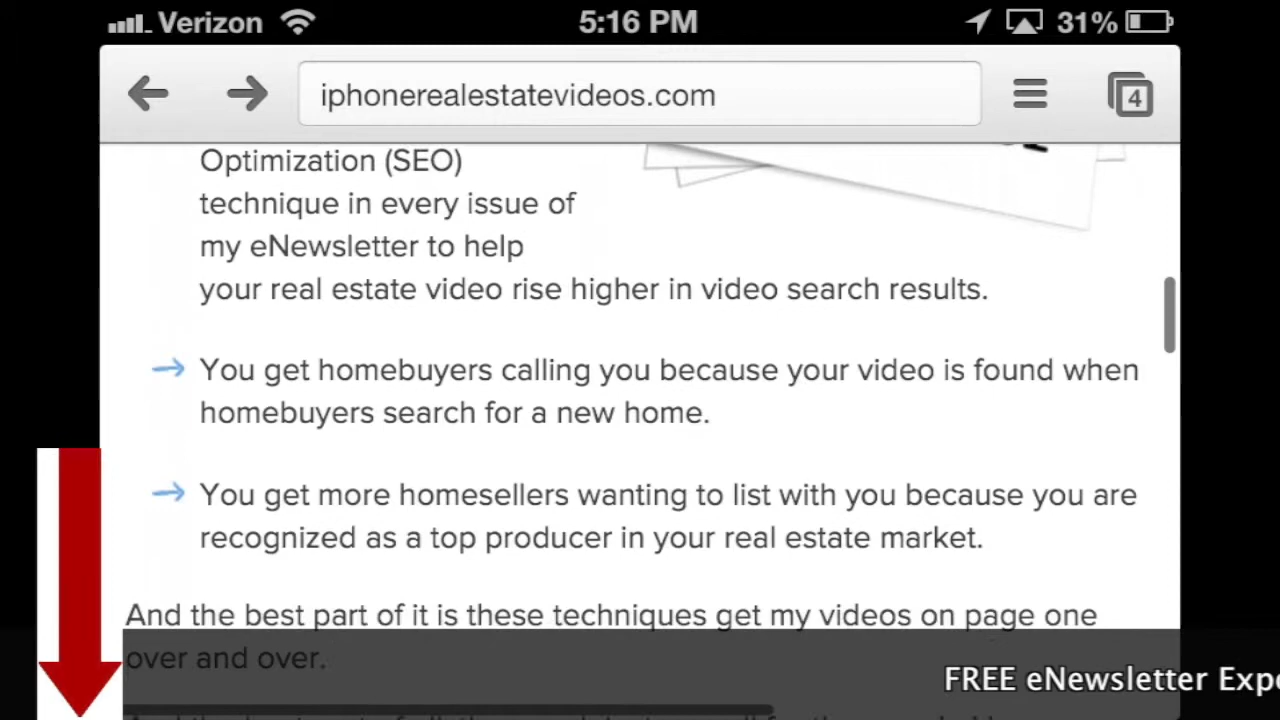 Verizon 5:16 PM 31%
iphonerealestatevideos.com 4
Optimization (SEO)
technique in every issue of
my eNewsletter to help
your real estate video rise higher in video search results.
You get homebuyers calling you because your video is found when
homebuyers search for a new home.
You get more homesellers wanting to list with you because you are
recognized as a top producer in your real estate market.
And the best part of it is these techniques get my videos on page one
over and over.
FREE eNewsletter Exp